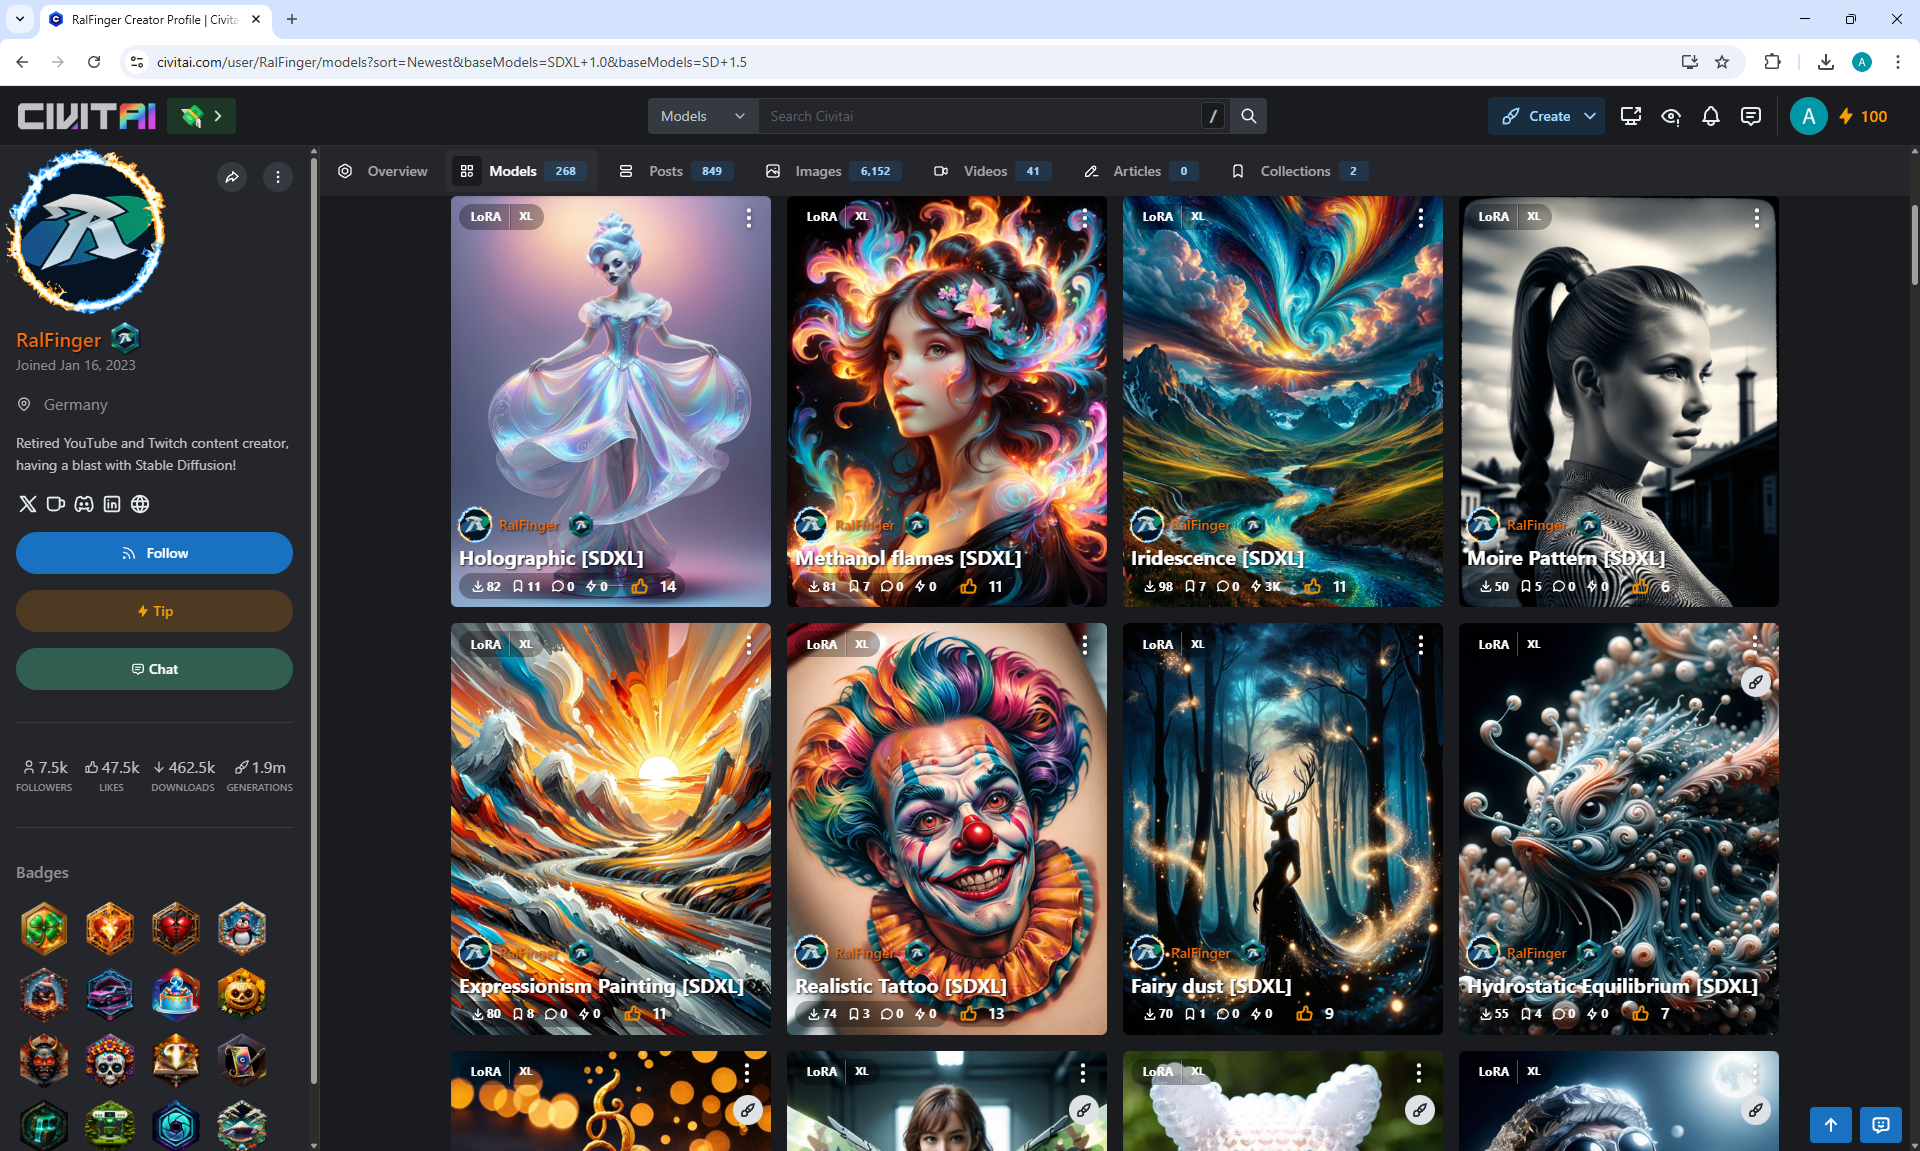 RalFinger Creator Profile | Civita
civitai.com/user/RalFinger/models?sort=Newest&baseModels=SDXL+1.0&baseModels=SD+1.5
A
CIVITAI
Models
Search Civitai
/
Create
A
100
Overview
Models 268
Posts 849
Images 6,152
Videos 41
Articles 0
Collections 2
RalFinger
Joined Jan 16, 2023
Germany
Retired YouTube and Twitch content creator,
having a blast with Stable Diffusion!
Follow
Tip
Chat
7.5k 47.5k 462.5k 1.9m
FOLLOWERS LIKES DOWNLOADS GENERATIONS
Badges
LoRA XL
RalFinger
Holographic [SDXL]
82 11 0 0 14
LoRA XL
RalFinger
Methanol flames [SDXL]
81 7 0 0 11
LoRA XL
RalFinger
Iridescence [SDXL]
98 7 0 3K 11
LoRA XL
RalFinger
Moire Pattern [SDXL]
50 5 0 0 6
LoRA XL
RalFinger
Expressionism Painting [SDXL]
80 8 0 0 11
LoRA XL
RalFinger
Realistic Tattoo [SDXL]
74 3 0 0 13
LoRA XL
RalFinger
Fairy dust [SDXL]
70 1 0 0 9
LoRA XL
RalFinger
Hydrostatic Equilibrium [SDXL]
55 4 0 0 7
LoRA XL
LoRA XL
LoRA XL
LoRA XL